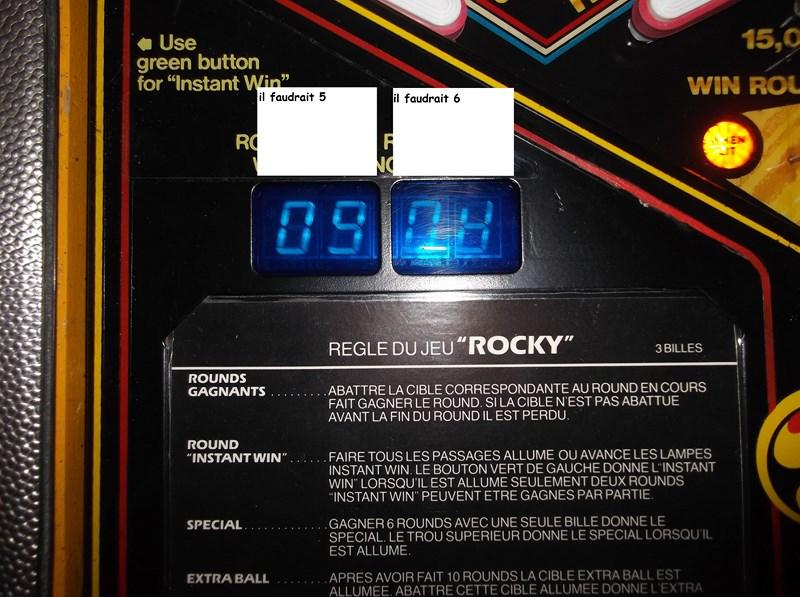 Use
green button
for "Instant Win"
15,0
WIN ROU
il faudrait 5
il faudrait 6
09
REGLE DU JEU "ROCKY"
3 BILLES
ROUNDS
GAGNANTS ......... ABATTRE LA CIBLE CORRESPONDANTE AU ROUND EN COURS
FAIT GAGNER LE ROUND. SI LA CIBLE N'EST PAS ABATTUE
AVANT LA FIN DU ROUND IL EST PERDU.
ROUND
"INSTANT WIN" ...... FAIRE TOUS LES PASSAGES ALLUME OU AVANCE LES LAMPES
INSTANT WIN. LE BOUTON VERT DE GAUCHE DONNE L'"INSTANT
WIN" LORSQU'IL EST ALLUME SEULEMENT DEUX ROUNDS
"INSTANT WIN" PEUVENT ETRE GAGNES PAR PARTIE.
SPECIAL ............. GAGNER 6 ROUNDS AVEC UNE SEULE BILLE DONNE LE
SPECIAL. LE TROU SUPERIEUR DONNE LE SPECIAL LORSQU'IL
EST ALLUME.
EXTRA BALL ......... APRES AVOIR FAIT 10 ROUNDS LA CIBLE EXTRA BALL EST
ALLUMEE. ABATTRE CETTE CIBLE ALLUMEE DONNE L'EXTRA